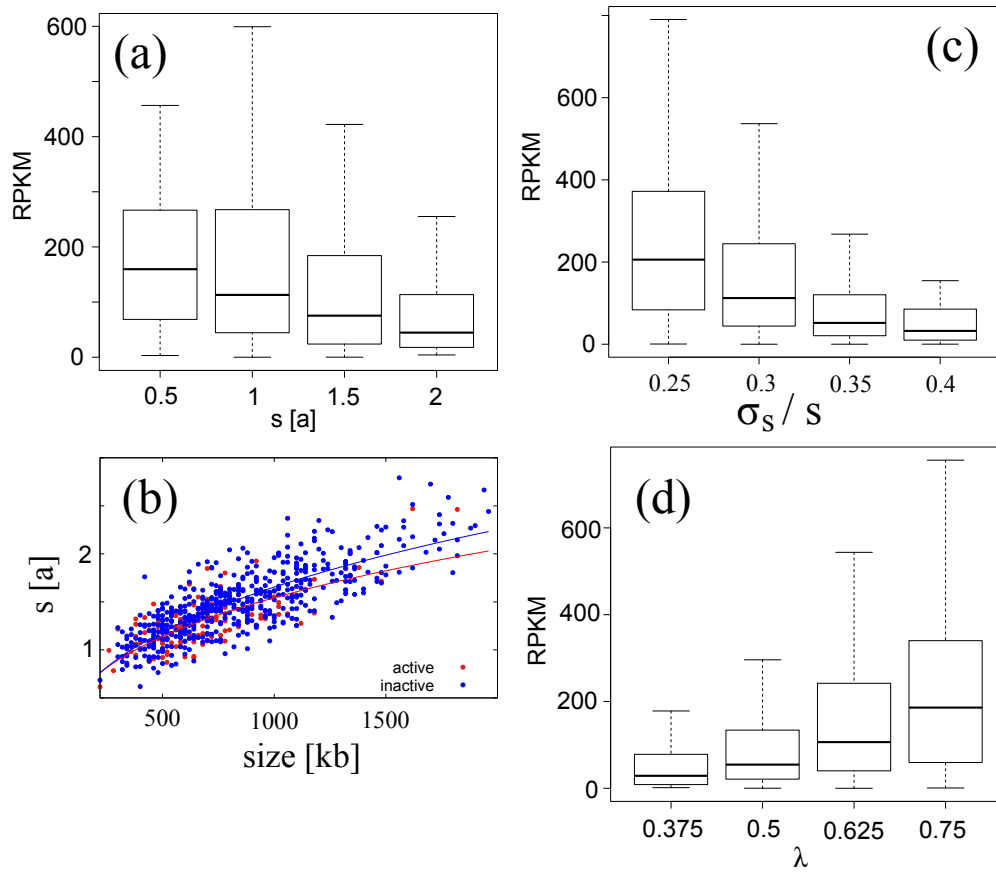 (a)
RPKM
600
400
200
0
0.5 1 1.5 2
s [a]
(b)
s [a]
2
1
active
inactive
500 1000 1500
size [kb]
(c)
RPKM
600
400
200
0
0.25 0.3 0.35 0.4
σs / s
(d)
RPKM
600
400
200
0
0.375 0.5 0.625 0.75
λ